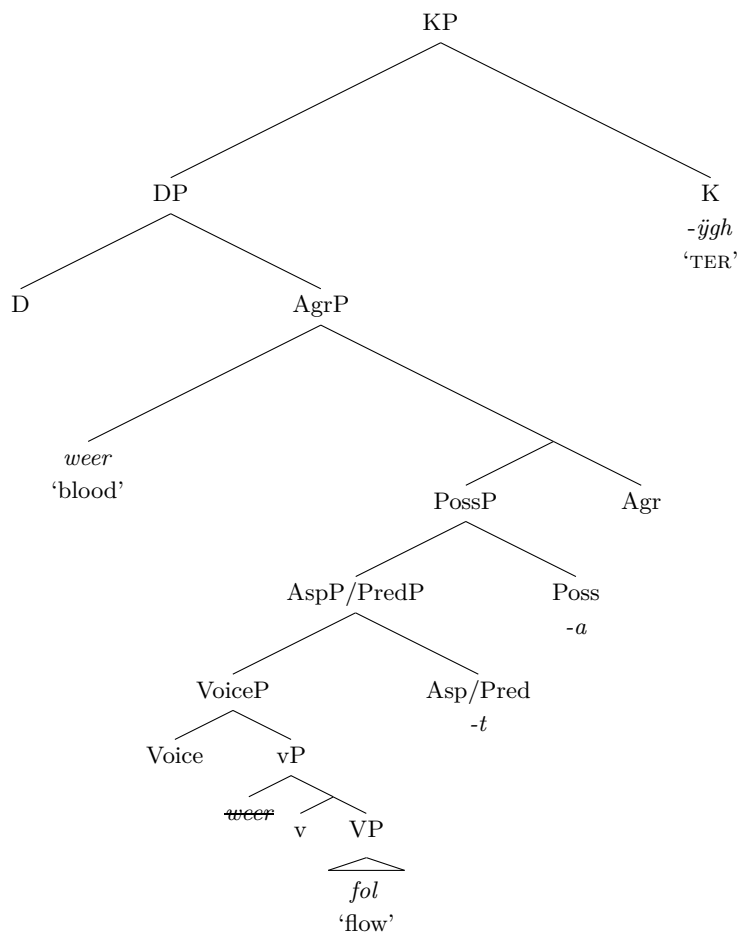 KP
DP K
-ÿgh
‘TER’
D AgrP
weer
‘blood’
PossP Agr
AspP/PredP Poss
-a
VoiceP Asp/Pred
-t
Voice vP
weer
v VP
fol
‘flow’